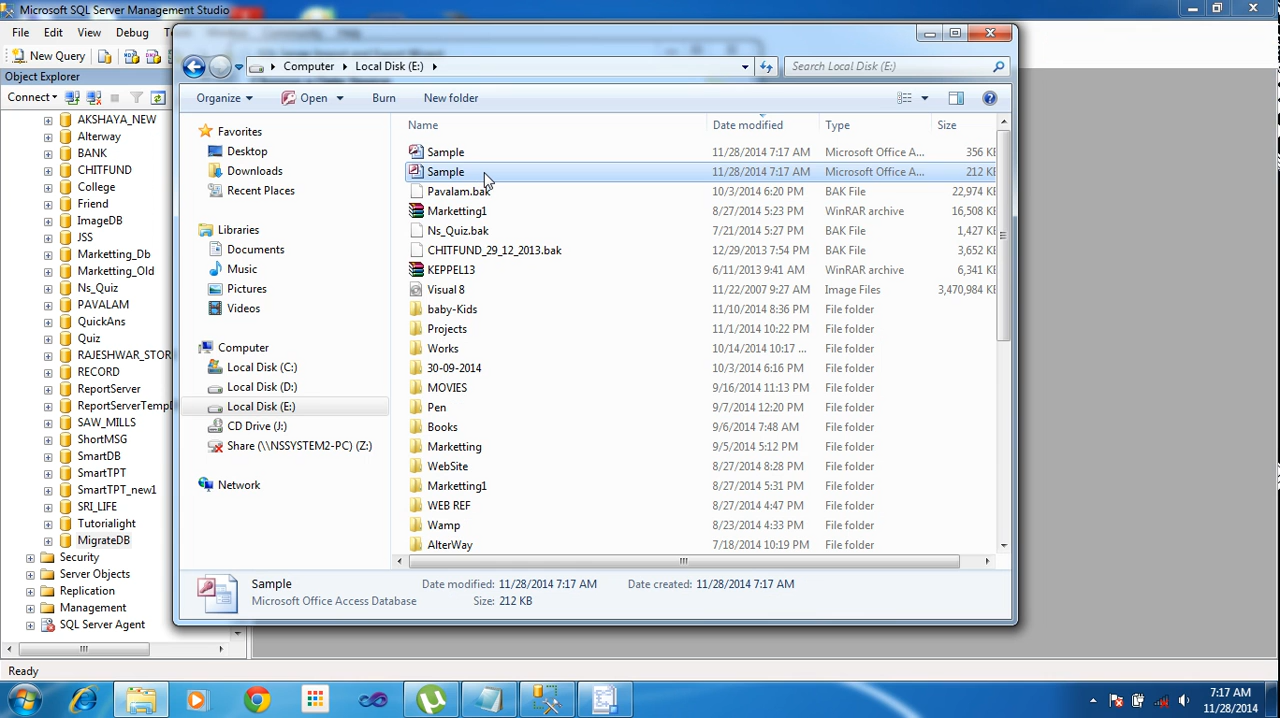 Microsoft SQL Server Management Studio
File Edit View Debug
New Query
Computer Local Disk (E:) Search Local Disk (E:)
Object Explorer
Connect
Organize Open Burn New folder
AKSHAYA_NEW
Alterway
BANK
CHITFUND
College
Friend
ImageDB
JSS
Marketting_Db
Marketting_Old
Ns_Quiz
PAVALAM
QuickAns
Quiz
RAJESHWAR_STOR
RECORD
ReportServer
ReportServerTempD
SAW_MILLS
ShortMSG
SmartDB
SmartTPT
SmartTPT_new1
SRI_LIFE
Tutorialight
MigrateDB
Security
Server Objects
Replication
Management
SQL Server Agent
Ready
Favorites
Desktop
Downloads
Recent Places
Libraries
Documents
Music
Pictures
Videos
Computer
Local Disk (C:)
Local Disk (D:)
Local Disk (E:)
CD Drive (J:)
Share (\\NSSYSTEM2-PC) (Z:)
Network
Name Date modified Type Size
Sample 11/28/2014 7:17 AM Microsoft Office A... 356 KB
Sample 11/28/2014 7:17 AM Microsoft Office A... 212 KB
Pavalam.bak 10/3/2014 6:20 PM BAK File 22,974 KB
Marketting1 8/27/2014 5:23 PM WinRAR archive 16,508 KB
Ns_Quiz.bak 7/21/2014 5:27 PM BAK File 1,427 KB
CHITFUND_29_12_2013.bak 12/29/2013 7:54 PM BAK File 3,652 KB
KEPPEL13 6/11/2013 9:41 AM WinRAR archive 6,341 KB
Visual 8 11/22/2007 9:27 AM Image Files 3,470,984 KB
baby-Kids 11/10/2014 8:36 PM File folder
Projects 11/1/2014 10:22 PM File folder
Works 10/14/2014 10:17 ... File folder
30-09-2014 10/3/2014 6:16 PM File folder
MOVIES 9/16/2014 11:13 PM File folder
Pen 9/7/2014 12:20 PM File folder
Books 9/6/2014 7:48 AM File folder
Marketting 9/5/2014 5:12 PM File folder
WebSite 8/27/2014 8:28 PM File folder
Marketting1 8/27/2014 5:31 PM File folder
WEB REF 8/27/2014 4:47 PM File folder
Wamp 8/23/2014 4:33 PM File folder
AlterWay 7/18/2014 10:19 PM File folder
Sample Date modified: 11/28/2014 7:17 AM Date created: 11/28/2014 7:17 AM
Microsoft Office Access Database Size: 212 KB
7:17 AM
11/28/2014